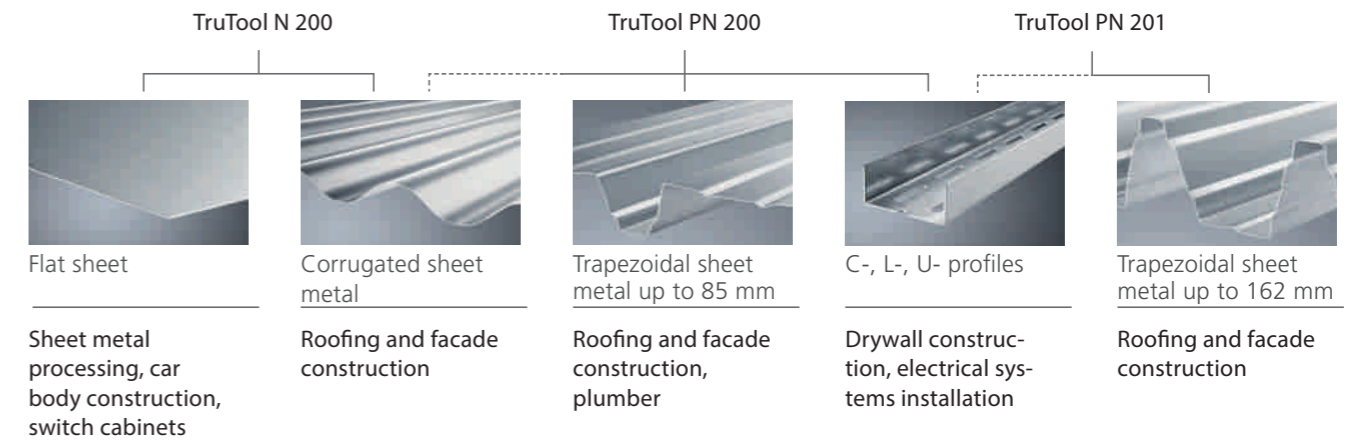 TruTool N 200
TruTool PN 200
TruTool PN 201
Flat sheet
Corrugated sheet
metal
Trapezoidal sheet
metal up to 85 mm
C-, L-, U- profiles
Trapezoidal sheet
metal up to 162 mm
Sheet metal
processing, car
body construction,
switch cabinets
Roofing and facade
construction
Roofing and facade
construction,
plumber
Drywall construc-
tion, electrical sys-
tems installation
Roofing and facade
construction